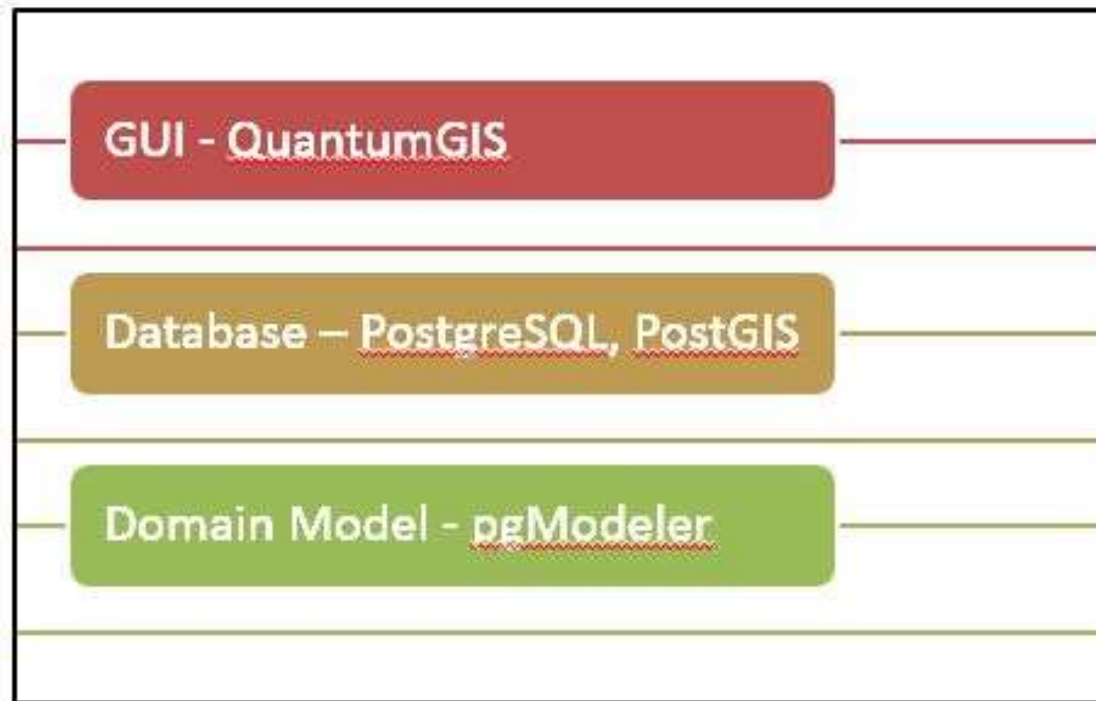 GUI - QuantumGIS
Database – PostgreSQL, PostGIS
Domain Model - pgModeler